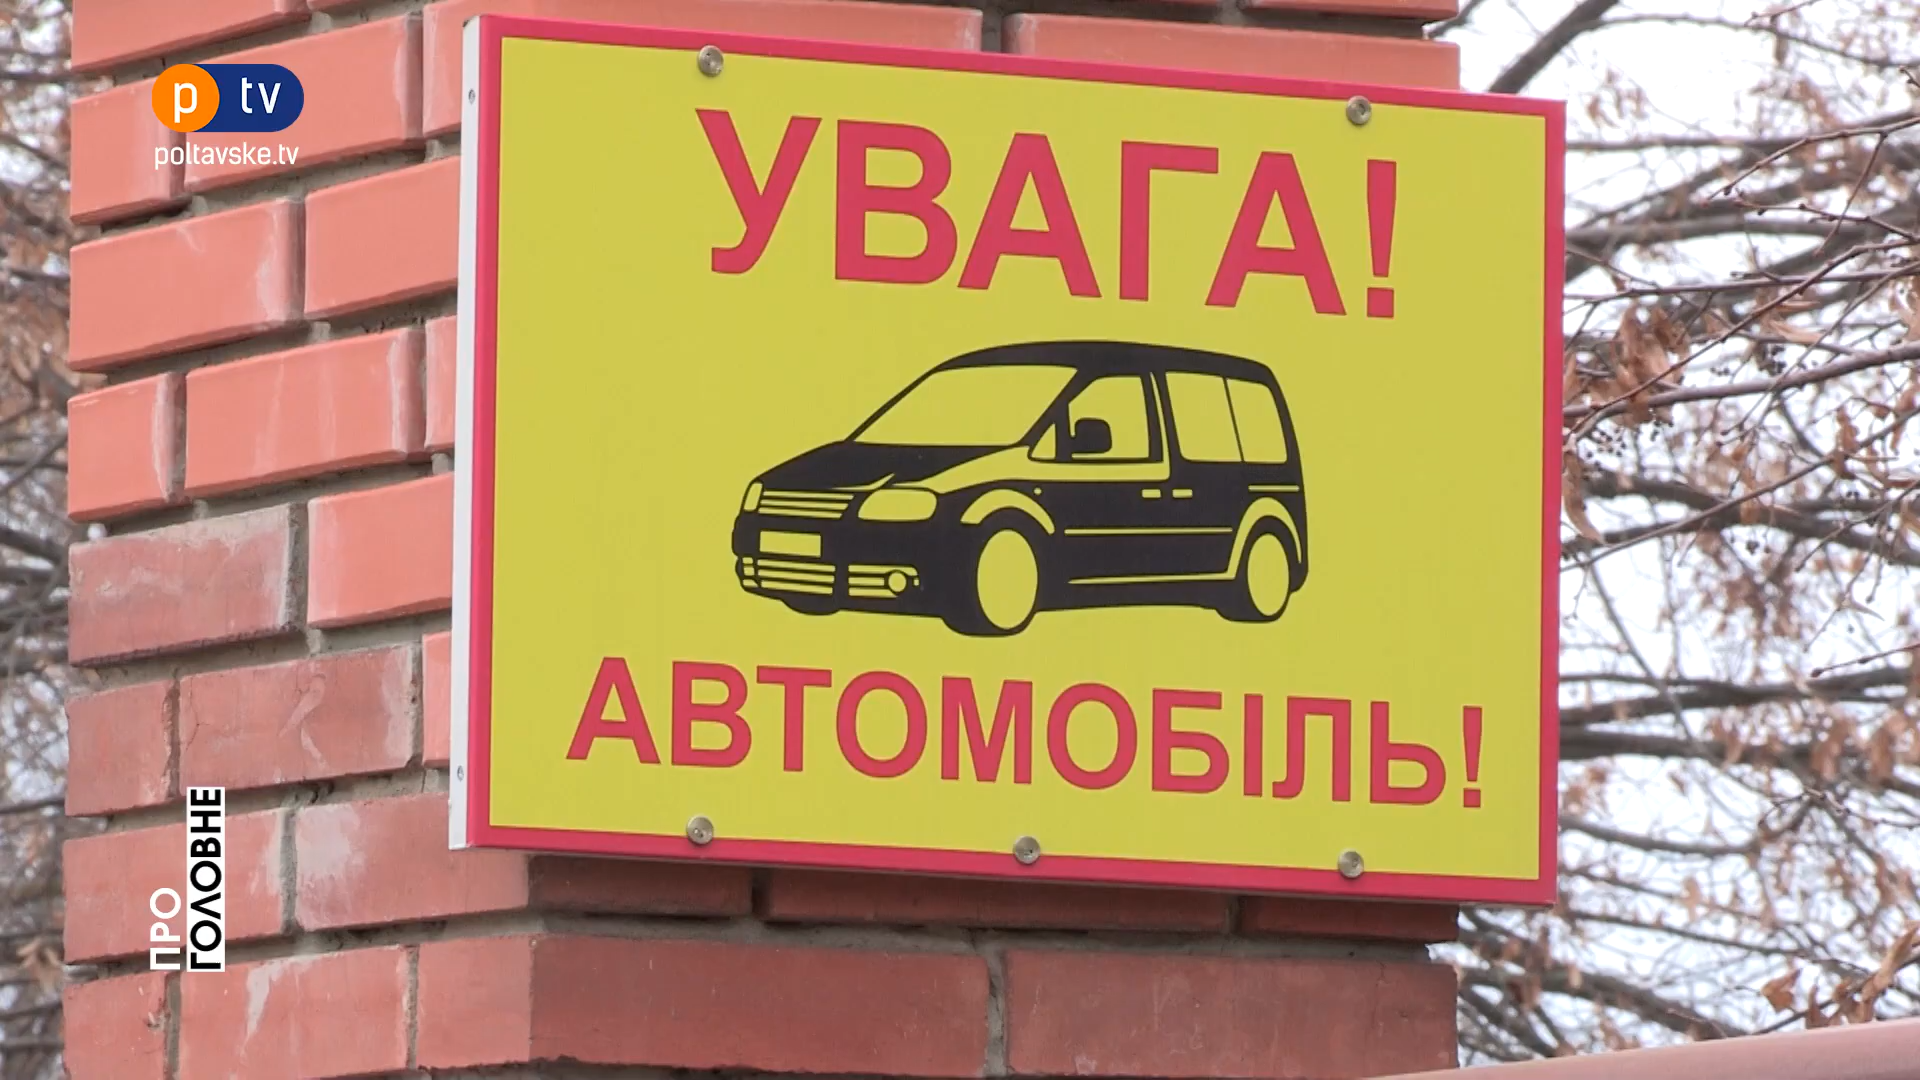 p tv
poltavske.tv
УВАГА!
АВТОМОБІЛЬ!
ПРО
ГОЛОВНЕ